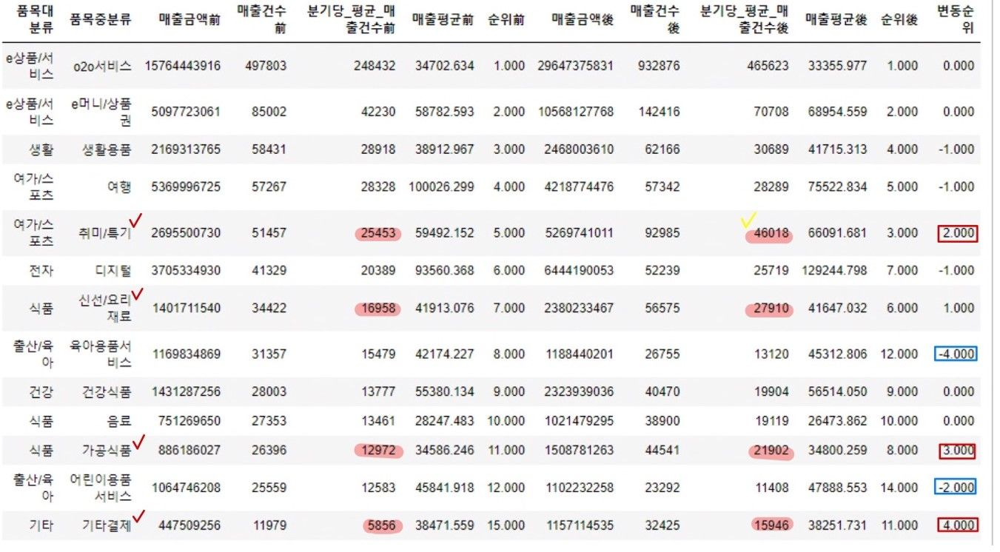 품목대분류 품목중분류 매출금액前 매출건수前 분기당_평균_매출건수前 매출평균前 순위前 매출금액後 매출건수後 분기당_평균_매출건수後 매출평균後 순위後 변동순위
e상품/서비스 o2o서비스 15764443916 497803 248432 34702.634 1.000 29647375831 932876 465623 33355.977 1.000 0.000
e상품/서비스 e머니/상품권 5097723061 85002 42230 58782.593 2.000 10568127768 142416 70708 68954.559 2.000 0.000
생활 생활용품 2169313765 58431 28918 38912.967 3.000 2468003610 62166 30689 41715.313 4.000 -1.000
여가/스포츠 여행 5369996725 57267 28328 100026.299 4.000 4218774476 57342 28289 75522.834 5.000 -1.000
여가/스포츠 취미/특기 2695500730 51457 25453 59492.152 5.000 5269741011 92985 46018 66091.681 3.000 2.000
전자 디지털 3705334930 41329 20389 93560.368 6.000 6444190053 52239 25719 129244.798 7.000 -1.000
식품 신선/요리재료 1401711540 34422 16958 41913.076 7.000 2380233467 56575 27910 41647.032 6.000 1.000
출산/육아 육아용품서비스 1169834869 31357 15479 42174.227 8.000 1188440201 26755 13120 45312.806 12.000 -4.000
건강 건강식품 1431287256 28003 13777 55380.134 9.000 2323939036 40470 19904 56514.050 9.000 0.000
식품 음료 751269650 27353 13461 28247.483 10.000 1021479295 38900 19119 26473.862 10.000 0.000
식품 가공식품 886186027 26396 12972 34586.246 11.000 1508781263 44541 21902 34800.259 8.000 3.000
출산/육아 어린이용품서비스 1064746208 25559 12583 45841.918 12.000 1102232258 23292 11408 47888.553 14.000 -2.000
기타 기타결제 447509256 11979 5856 38471.559 15.000 1157114535 32425 15946 38251.731 11.000 4.000